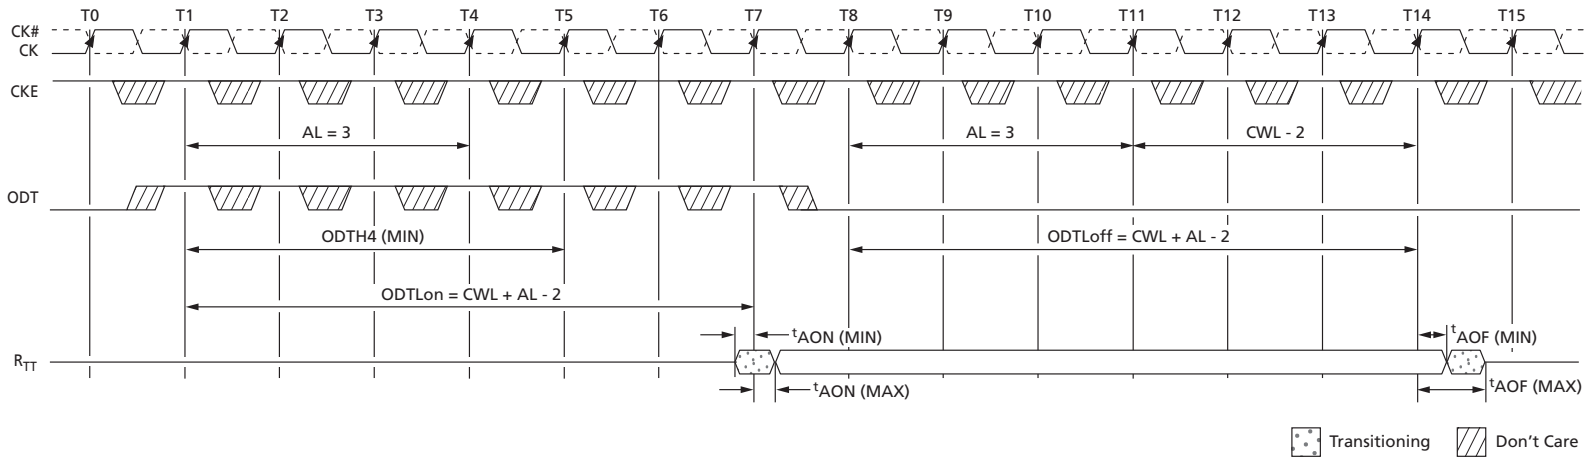 T0 T1 T2 T3 T4 T5 T6 T7 T8 T9 T10 T11 T12 T13 T14 T15
CK#
CK
CKE
AL = 3 AL = 3 CWL - 2
ODT
ODTH4 (MIN) ODTLoff = CWL + AL - 2
ODTLon = CWL + AL - 2
tAON (MIN) tAOF (MIN)
RTT
tAON (MAX) tAOF (MAX)
Transitioning Don't Care